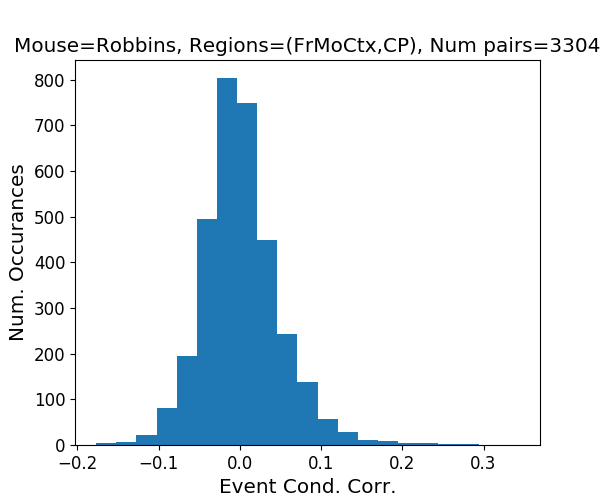 Mouse=Robbins, Regions=(FrMoCtx,CP), Num pairs=3304
800
700
600
500
400
300
200
100
0
Num. Occurances
−0.2 −0.1 0.0 0.1 0.2 0.3
Event Cond. Corr.